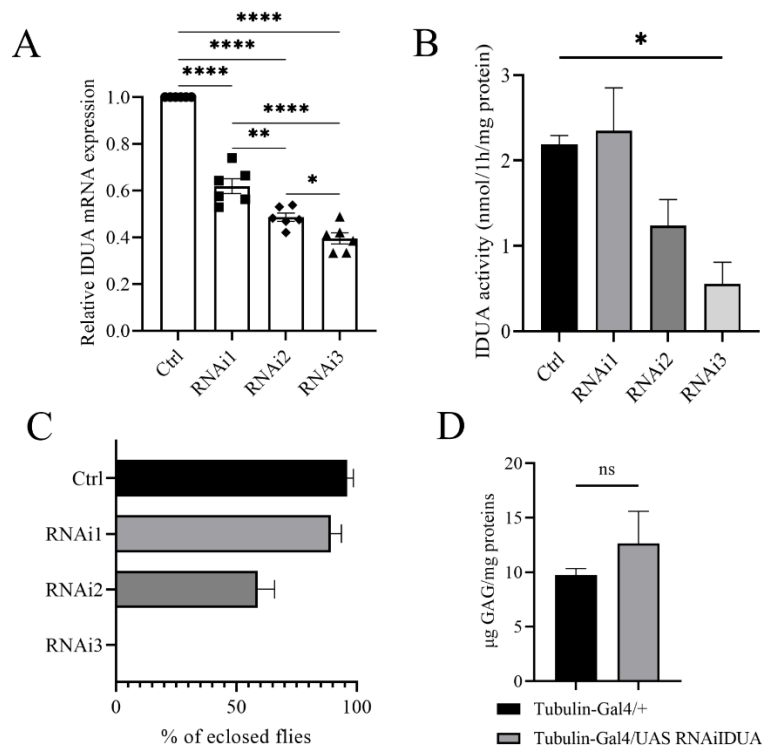 A
****
****
****
****
**
*
Relative IDUA mRNA expression
1.0
0.8
0.6
0.4
0.2
0.0
Ctrl
RNAi1
RNAi2
RNAi3
B
*
IDUA activity (nmol/1h/mg protein)
3
2
1
0
Ctrl
RNAi1
RNAi2
RNAi3
C
Ctrl
RNAi1
RNAi2
RNAi3
0
50
100
% of eclosed flies
D
ns
µg GAG/mg proteins
20
15
10
5
0
Tubulin-Gal4/+
Tubulin-Gal4/UAS RNAiIDUA